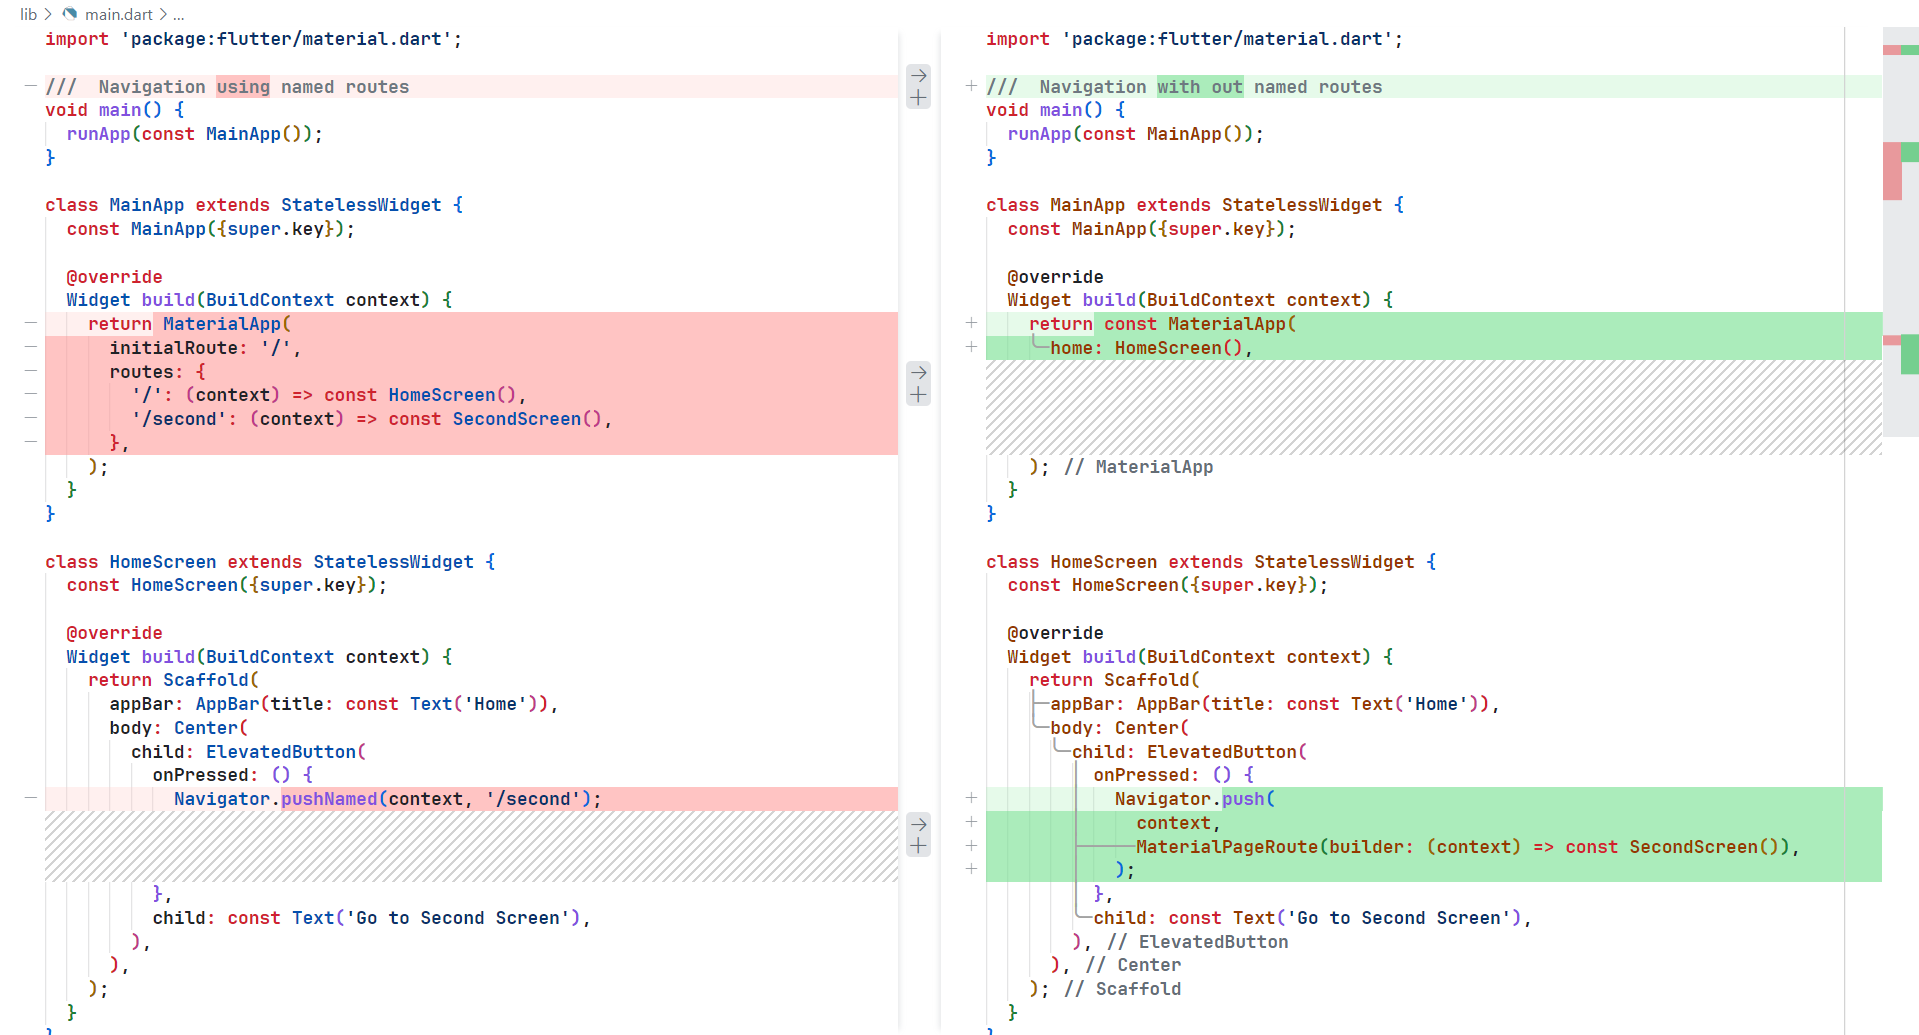 lib > main.dart > ...
import 'package:flutter/material.dart';
/// Navigation using named routes
void main() {
runApp(const MainApp());
}
class MainApp extends StatelessWidget {
const MainApp({super.key});
@override
Widget build(BuildContext context) {
return MaterialApp(
initialRoute: '/',
routes: {
'/': (context) => const HomeScreen(),
'/second': (context) => const SecondScreen(),
},
);
}
}
class HomeScreen extends StatelessWidget {
const HomeScreen({super.key});
@override
Widget build(BuildContext context) {
return Scaffold(
appBar: AppBar(title: const Text('Home')),
body: Center(
child: ElevatedButton(
onPressed: () {
Navigator.pushNamed(context, '/second');
},
child: const Text('Go to Second Screen'),
),
),
);
}
}
import 'package:flutter/material.dart';
/// Navigation with out named routes
void main() {
runApp(const MainApp());
}
class MainApp extends StatelessWidget {
const MainApp({super.key});
@override
Widget build(BuildContext context) {
return const MaterialApp(
home: HomeScreen(),
); // MaterialApp
}
}
class HomeScreen extends StatelessWidget {
const HomeScreen({super.key});
@override
Widget build(BuildContext context) {
return Scaffold(
appBar: AppBar(title: const Text('Home')),
body: Center(
child: ElevatedButton(
onPressed: () {
Navigator.push(
context,
MaterialPageRoute(builder: (context) => const SecondScreen()),
);
},
child: const Text('Go to Second Screen'),
), // ElevatedButton
), // Center
); // Scaffold
}
}